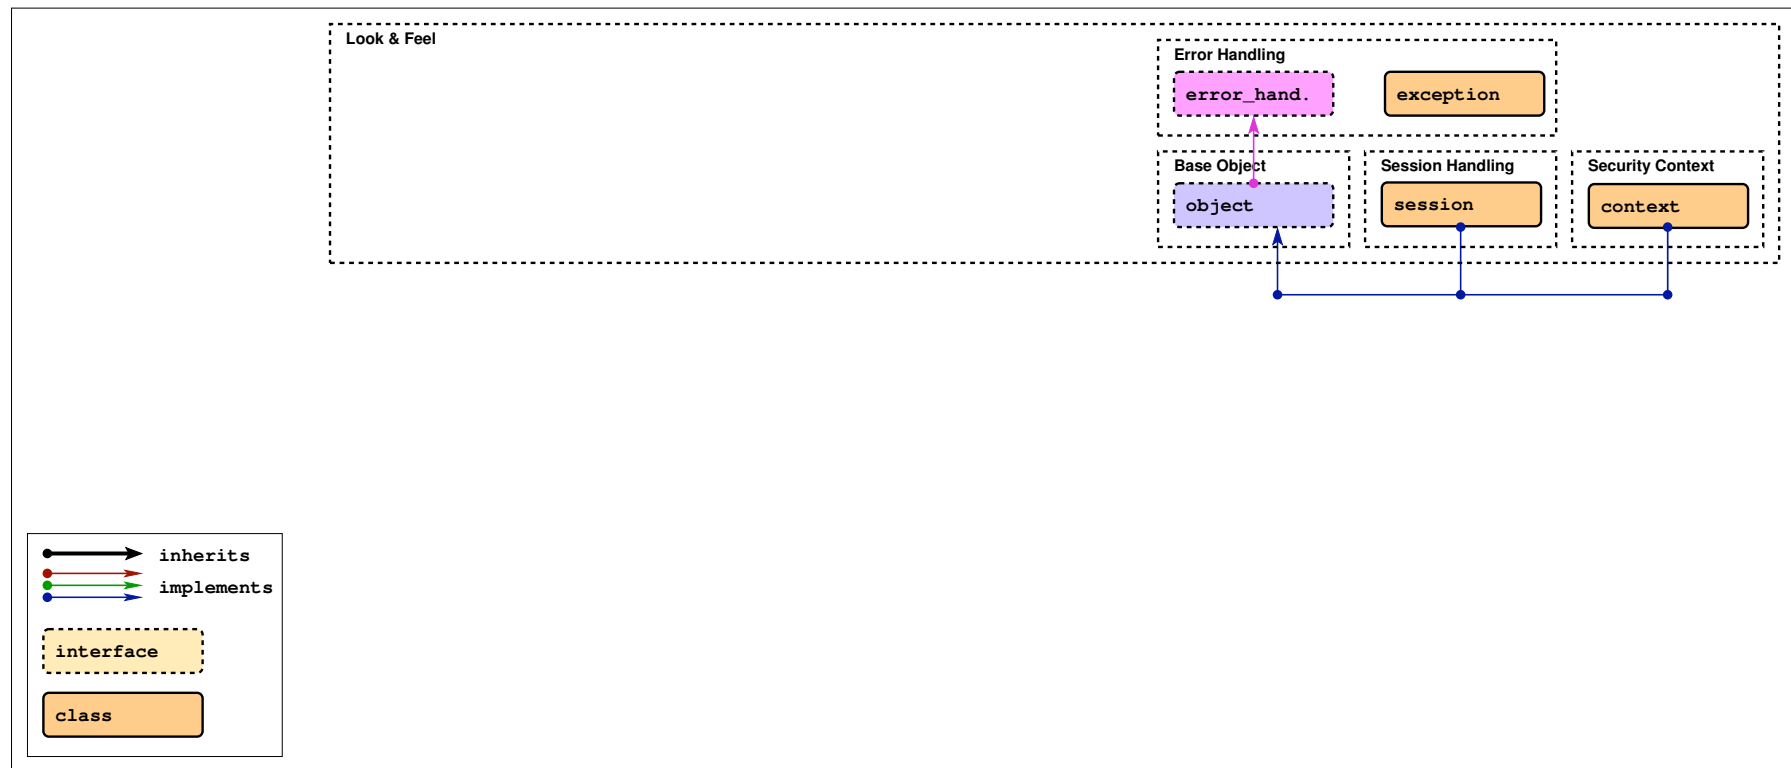 Look & Feel
Error Handling
error_hand.
exception
Base Object
Session Handling
Security Context
object
session
context
inherits
implements
interface
class